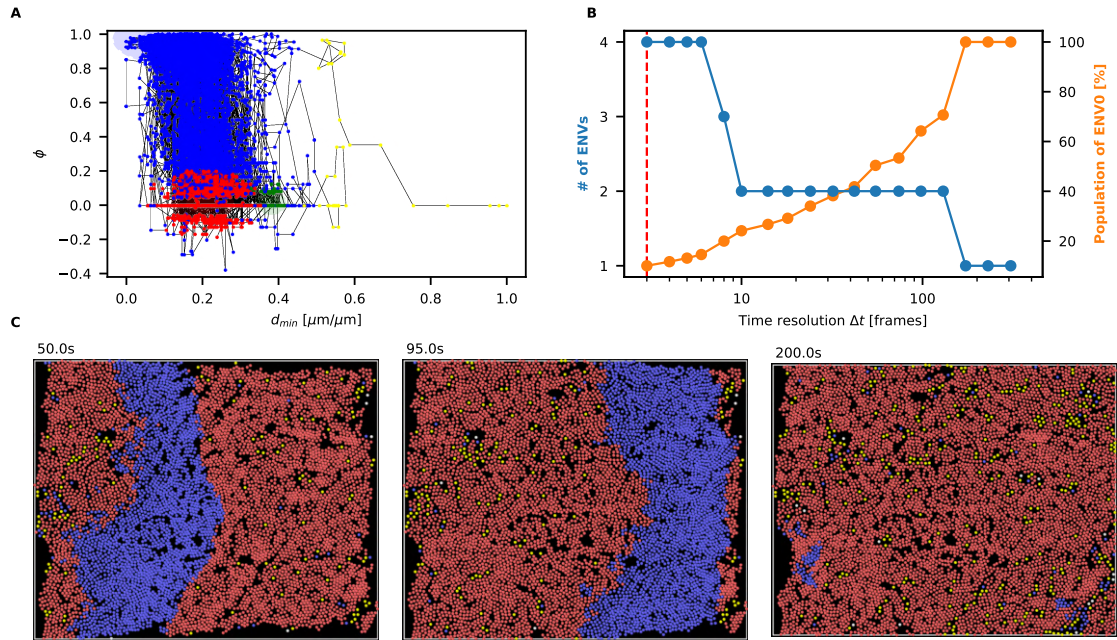 A
1.0
0.8
0.6
0.4
0.2
0.0
−0.2
−0.4
ϕ
0.0
0.2
0.4
0.6
0.8
1.0
d_min [μm/μm]
B
4
3
2
1
# of ENVs
100
80
60
40
20
Population of ENV0 [%]
10
100
Time resolution Δt [frames]
C
50.0s
95.0s
200.0s